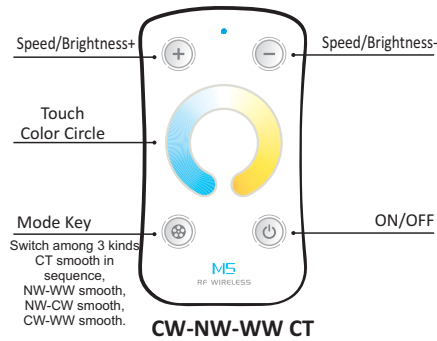 Speed/Brightness+
Speed/Brightness-
+
−
Touch
Color Circle
Mode Key
Switch among 3 kinds
CT smooth in
sequence,
NW-WW smooth,
NW-CW smooth,
CW-WW smooth.
ON/OFF
M5
RF WIRELESS
CW-NW-WW CT